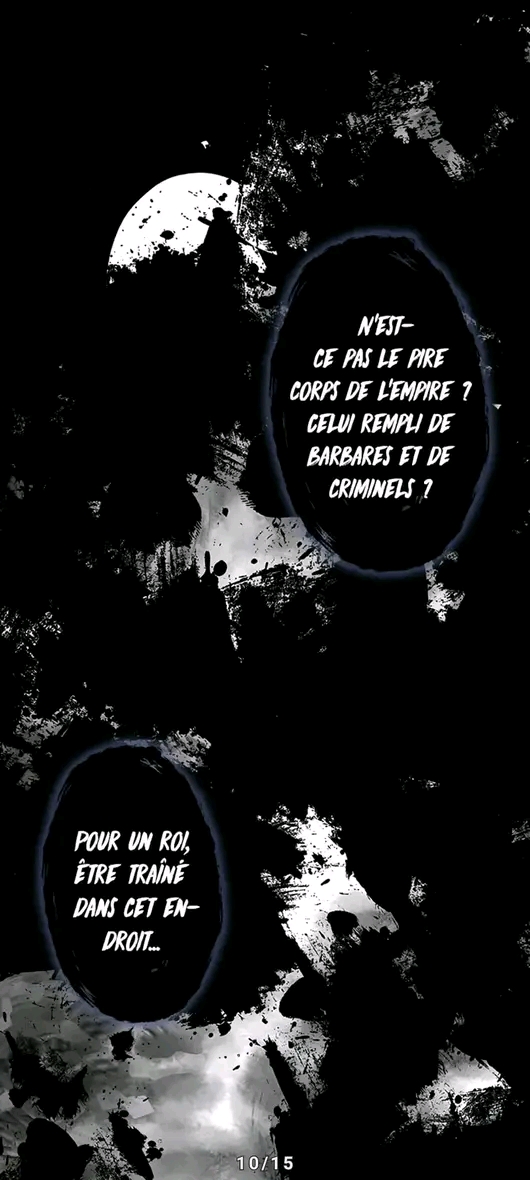 N'EST-
CE PAS LE PIRE
CORPS DE L'EMPIRE ?
CELUI REMPLI DE
BARBARES ET DE
CRIMINELS ?
POUR UN ROI,
ÊTRE TRAÎNÉ
DANS CET EN-
DROIT...
10/15